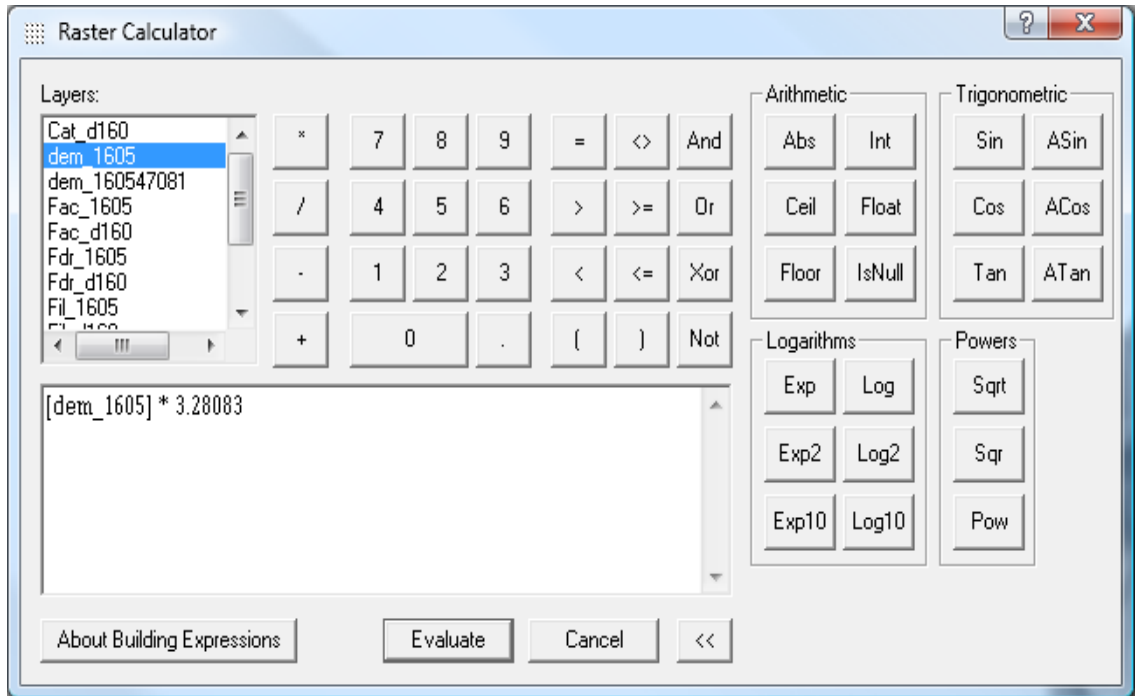 Raster Calculator
Layers:
Cat_d160
dem_1605
dem_160547081
Fac_1605
Fac_d160
Fdr_1605
Fdr_d160
Fil_1605
* 7 8 9 = <> And
/ 4 5 6 > >= Or
- 1 2 3 < <= Xor
+ 0 . ( ) Not
Arithmetic
Abs Int
Ceil Float
Floor IsNull
Trigonometric
Sin ASin
Cos ACos
Tan ATan
[dem_1605] * 3.28083
Logarithms
Exp Log
Exp2 Log2
Exp10 Log10
Powers
Sqrt
Sqr
Pow
About Building Expressions Evaluate Cancel <<